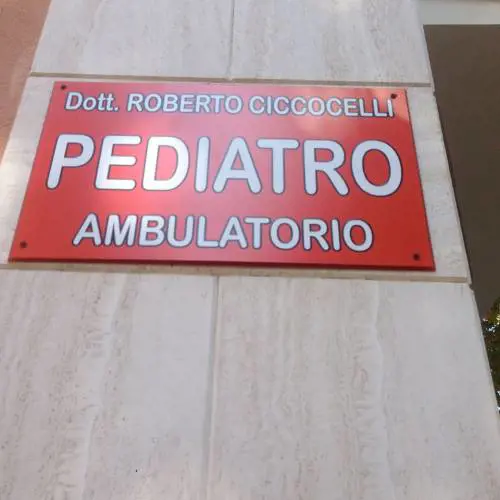 Dott. ROBERTO CICCOCELLI
PEDIATRO
AMBULATORIO